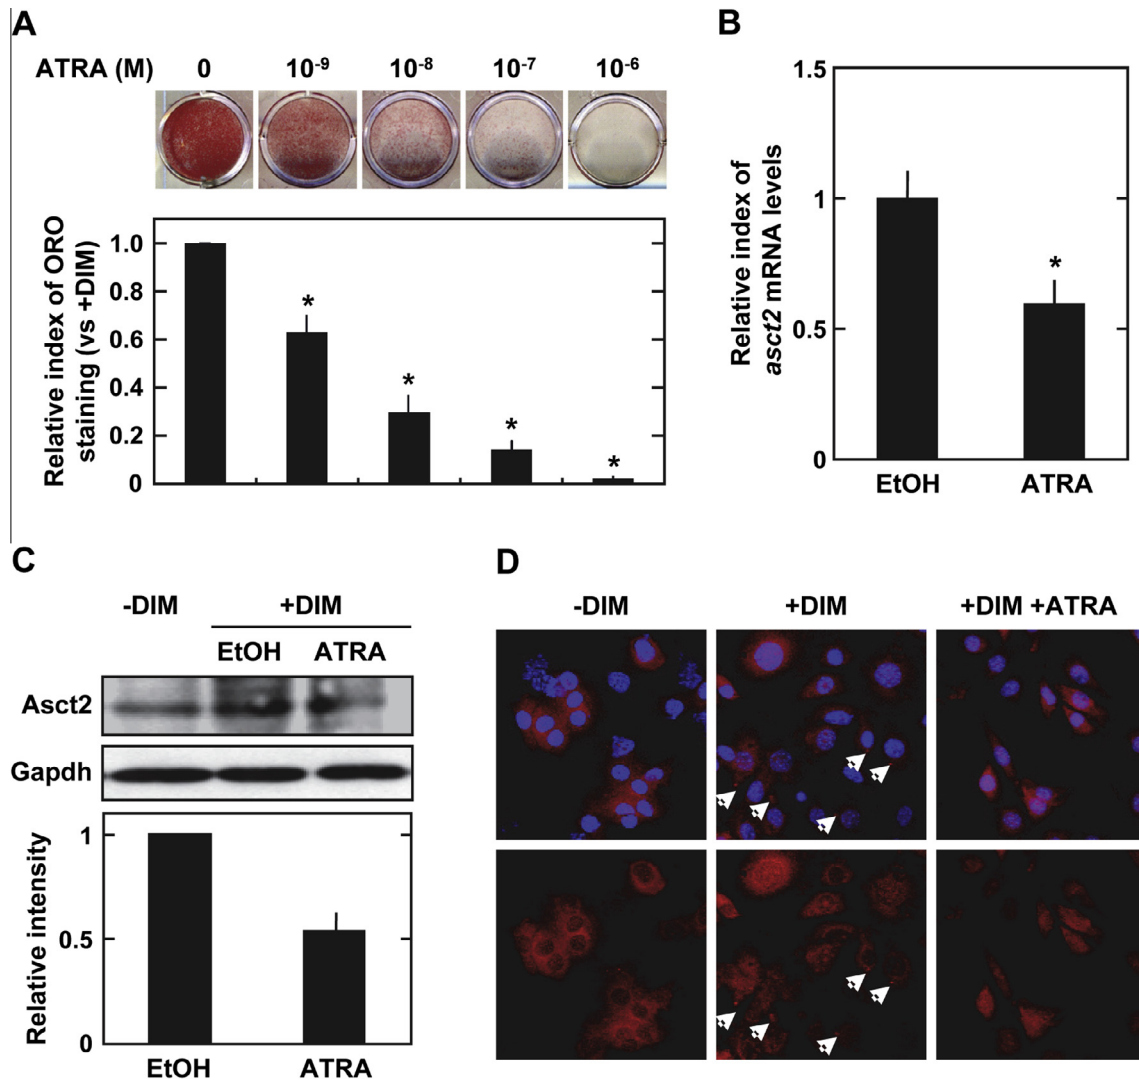 A
ATRA (M) 0 10⁻⁹ 10⁻⁸ 10⁻⁷ 10⁻⁶
Relative index of ORO
staining (vs +DIM)
1.0
0.8
0.6
0.4
0.2
0
* * * *
B
Relative index of
asct2 mRNA levels
1.5
1
0.5
0
*
EtOH ATRA
C
-DIM +DIM
EtOH ATRA
Asct2
Gapdh
Relative intensity
1
0.5
0
EtOH ATRA
D
-DIM +DIM +DIM +ATRA